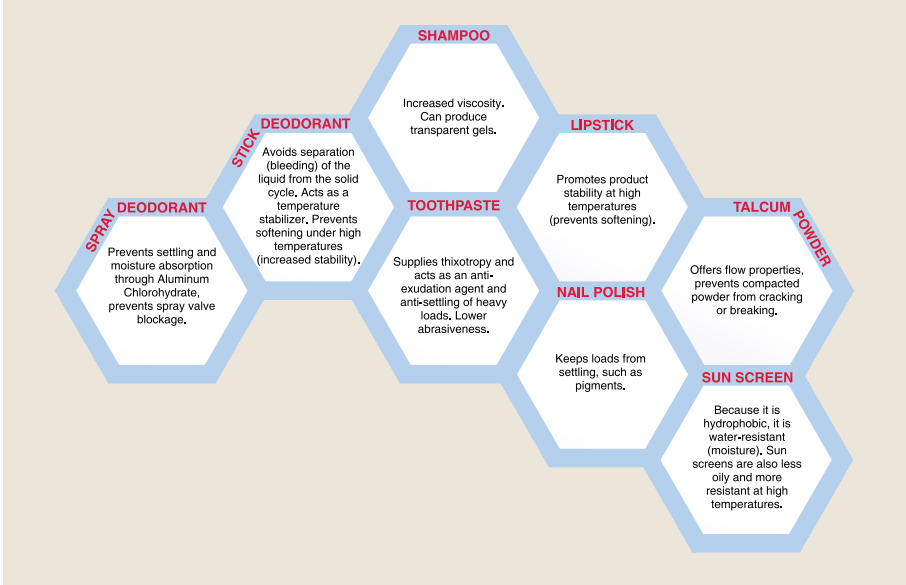 SHAMPOO
Increased viscosity.
Can produce
transparent gels.
STICK DEODORANT
Avoids separation
(bleeding) of the
liquid from the solid
cycle. Acts as a
temperature
stabilizer. Prevents
softening under high
temperatures
(increased stability).
LIPSTICK
Promotes product
stability at high
temperatures
(prevents softening).
SPRAY DEODORANT
Prevents settling and
moisture absorption
through Aluminum
Chlorohydrate,
prevents spray valve
blockage.
TOOTHPASTE
Supplies thixotropy and
acts as an anti-
exudation agent and
anti-settling of heavy
loads. Lower
abrasiveness.
TALCUM POWDER
Offers flow properties,
prevents compacted
powder from cracking
or breaking.
NAIL POLISH
Keeps loads from
settling, such as
pigments.
SUN SCREEN
Because it is
hydrophobic, it is
water-resistant
(moisture). Sun
screens are also less
oily and more
resistant at high
temperatures.